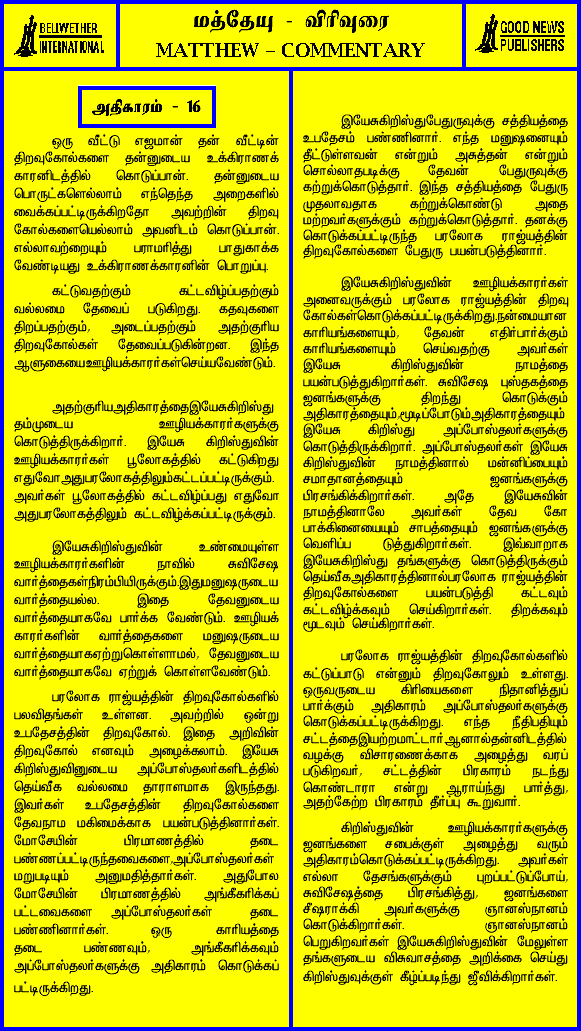 BELLWETHER
INTERNATIONAL
மத்தேயு - விரிவுரை
MATTHEW – COMMENTARY
GOOD NEWS
PUBLISHERS
அதிகாரம் - 16
ஒரு வீட்டு எஜமான் தன் வீட்டின்
திறவுகோல்களை தன்னுடைய உக்கிராணக்
காரனிடத்தில் கொடுப்பான். தன்னுடைய
பொருட்களெல்லாம் எந்தெந்த அறைகளில்
வைக்கப்பட்டிருக்கிறதோ அவற்றின் திறவு
கோல்களையெல்லாம் அவனிடம் கொடுப்பான்.
எல்லாவற்றையும் பராமரித்து பாதுகாக்க
வேண்டியது உக்கிராணக்காரனின் பொறுப்பு.
கட்டுவதற்கும் கட்டவிழ்ப்பதற்கும்
வல்லமை தேவைப் படுகிறது. கதவுகளை
திறப்பதற்கும், அடைப்பதற்கும் அதற்குரிய
திறவுகோல்கள் தேவைப்படுகின்றன. இந்த
ஆளுகையைஊழியக்காரர்கள்செய்யவேண்டும்.
அதற்குரியஅதிகாரத்தைஇயேசுகிறிஸ்து
தம்முடைய ஊழியக்காரர்களுக்கு
கொடுத்திருக்கிறார். இயேசு கிறிஸ்துவின்
ஊழியக்காரர்கள் பூலோகத்தில் கட்டுகிறது
எதுவோஅதுபரலோகத்திலும்கட்டப்பட்டிருக்கும்.
அவர்கள் பூலோகத்தில் கட்டவிழ்ப்பது எதுவோ
அதுபரலோகத்திலும் கட்டவிழ்க்கப்பட்டிருக்கும்.
இயேசுகிறிஸ்துவின் உண்மையுள்ள
ஊழியக்காரர்களின் நாவில் சுவிசேஷ
வார்த்தைகள்நிரம்பியிருக்கும்.இதுமனுஷருடைய
வார்த்தையல்ல. இதை தேவனுடைய
வார்த்தையாகவே பார்க்க வேண்டும். ஊழியக்
காரர்களின் வார்த்தைகளை மனுஷருடைய
வார்த்தையாகஏற்றுகொள்ளாமல், தேவனுடைய
வார்த்தையாகவே ஏற்றுக் கொள்ளவேண்டும்.
பரலோக ராஜ்யத்தின் திறவுகோல்களில்
பலவிதங்கள் உள்ளன. அவற்றில் ஒன்று
உபதேசத்தின் திறவுகோல். இதை அறிவின்
திறவுகோல் எனவும் அழைக்கலாம். இயேசு
கிறிஸ்துவினுடைய அப்போஸ்தலர்களிடத்தில்
தெய்வீக வல்லமை தாராளமாக இருந்தது.
இவர்கள் உபதேசத்தின் திறவுகோல்களை
தேவநாம மகிமைக்காக பயன்படுத்தினார்கள்.
மோசேயின் பிரமாணத்தில் தடை
பண்ணப்பட்டிருந்தவைகளை,அப்போஸ்தலர்கள்
மறுபடியும் அனுமதித்தார்கள். அதுபோல
மோசேயின் பிரமாணத்தில் அங்கீகரிக்கப்
பட்டவைகளை அப்போஸ்தலர்கள் தடை
பண்ணினார்கள். ஒரு காரியத்தை
தடை பண்ணவும், அங்கீகரிக்கவும்
அப்போஸ்தலர்களுக்கு அதிகாரம் கொடுக்கப்
பட்டிருக்கிறது.
இயேசுகிறிஸ்துபேதுருவுக்கு சத்தியத்தை
உபதேசம் பண்ணினார். எந்த மனுஷனையும்
தீட்டுள்ளவன் என்றும் அசுத்தன் என்றும்
சொல்லாதபடிக்கு தேவன் பேதுருவுக்கு
கற்றுக்கொடுத்தார். இந்த சத்தியத்தை பேதுரு
முதலாவதாக கற்றுக்கொண்டு அதை
மற்றவர்களுக்கும் கற்றுக்கொடுத்தார். தனக்கு
கொடுக்கப்பட்டிருந்த பரலோக ராஜ்யத்தின்
திறவுகோல்களை பேதுரு பயன்படுத்தினார்.
இயேசுகிறிஸ்துவின் ஊழியக்காரர்கள்
அனைவருக்கும் பரலோக ராஜ்யத்தின் திறவு
கோல்கள்கொடுக்கப்பட்டிருக்கிறது.நன்மையான
காரியங்களையும், தேவன் எதிர்பார்க்கும்
காரியங்களையும் செய்வதற்கு அவர்கள்
இயேசு கிறிஸ்துவின் நாமத்தை
பயன்படுத்துகிறார்கள். சுவிசேஷ புஸ்தகத்தை
ஜனங்களுக்கு திறந்து கொடுக்கும்
அதிகாரத்தையும்,மூடிப்போடும்அதிகாரத்தையும்
இயேசு கிறிஸ்து அப்போஸ்தலர்களுக்கு
கொடுத்திருக்கிறார். அப்போஸ்தலர்கள் இயேசு
கிறிஸ்துவின் நாமத்தினால் மன்னிப்பையும்
சமாதானத்தையும் ஜனங்களுக்கு
பிரசங்கிக்கிறார்கள். அதே இயேசுவின்
நாமத்தினாலே அவர்கள் தேவ கோ
பாக்கினையையும் சாபத்தையும் ஜனங்களுக்கு
வெளிப்ப டுத்துகிறார்கள். இவ்வாறாக
இயேசுகிறிஸ்து தங்களுக்கு கொடுத்திருக்கும்
தெய்வீகஅதிகாரத்தினால்பரலோக ராஜ்யத்தின்
திறவுகோல்களை பயன்படுத்தி கட்டவும்
கட்டவிழ்க்கவும் செய்கிறார்கள். திறக்கவும்
மூடவும் செய்கிறார்கள்.
பரலோக ராஜ்யத்தின் திறவுகோல்களில்
கட்டுப்பாடு என்னும் திறவுகோலும் உள்ளது.
ஒருவருடைய கிரியைகளை நிதானித்துப்
பார்க்கும் அதிகாரம் அப்போஸ்தலர்களுக்கு
கொடுக்கப்பட்டிருக்கிறது. எந்த நீதிபதியும்
சட்டத்தைஇயற்றமாட்டார்.ஆனால்தன்னிடத்தில்
வழக்கு விசாரணைக்காக அழைத்து வரப்
படுகிறவர், சட்டத்தின் பிரகாரம் நடந்து
கொண்டாரா என்று ஆராய்ந்து பார்த்து,
அதற்கேற்ற பிரகாரம் தீர்ப்பு கூறுவார்.
கிறிஸ்துவின் ஊழியக்காரர்களுக்கு
ஜனங்களை சபைக்குள் அழைத்து வரும்
அதிகாரம்கொடுக்கப்பட்டிருக்கிறது. அவர்கள்
எல்லா தேசங்களுக்கும் புறப்பட்டுப்போய்,
சுவிசேஷத்தை பிரசங்கித்து, ஜனங்களை
சீஷராக்கி அவர்களுக்கு ஞானஸ்நானம்
கொடுக்கிறார்கள். ஞானஸ்நானம்
பெறுகிறவர்கள் இயேசுகிறிஸ்துவின் மேலுள்ள
தங்களுடைய விசுவாசத்தை அறிக்கை செய்து
கிறிஸ்துவுக்குள் கீழ்ப்படிந்து ஜீவிக்கிறார்கள்.